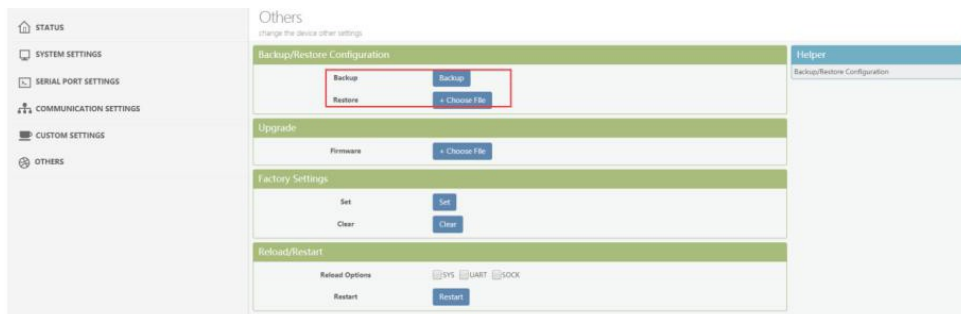 STATUS
SYSTEM SETTINGS
SERIAL PORT SETTINGS
COMMUNICATION SETTINGS
CUSTOM SETTINGS
OTHERS
Others
change the device other settings
Backup/Restore Configuration
Backup Backup
Restore + Choose File
Upgrade
Firmware + Choose File
Factory Settings
Set Set
Clear Clear
Reload/Restart
Reload Options SYS UART SOCK
Restart Restart
Helper
Backup/Restore Configuration